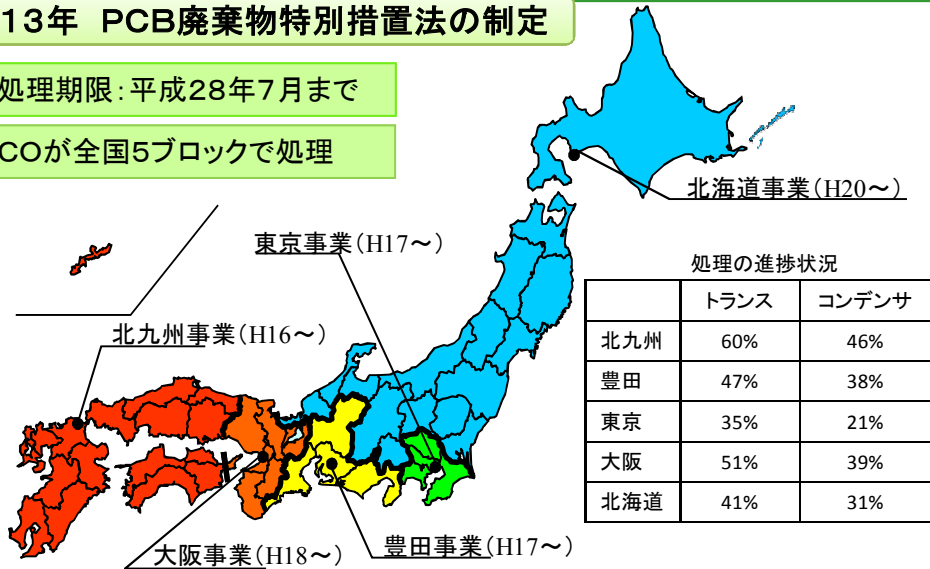 13年 PCB廃棄物特別措置法の制定
処理期限：平成28年7月まで
COが全国5ブロックで処理
北海道事業（H20～）
東京事業（H17～）
北九州事業（H16～）
大阪事業（H18～）
豊田事業（H17～）
処理の進捗状況
トランス コンデンサ
北九州 60% 46%
豊田 47% 38%
東京 35% 21%
大阪 51% 39%
北海道 41% 31%